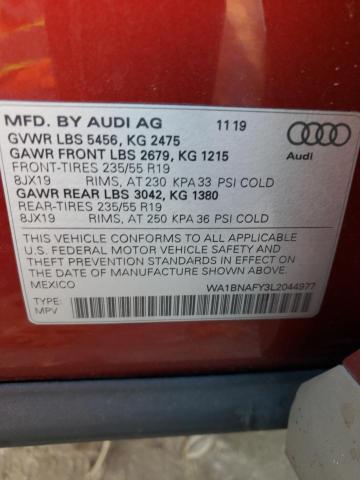 MFD. BY AUDI AG 11 19
GVWR LBS 5456, KG 2475
GAWR FRONT LBS 2679, KG 1215
FRONT-TIRES 235/55 R19
8JX19 RIMS, AT 230 KPA 33 PSI COLD
GAWR REAR LBS 3042, KG 1380
REAR-TIRES 235/55 R19
8JX19 RIMS, AT 250 KPA 36 PSI COLD
Audi
THIS VEHICLE CONFORMS TO ALL APPLICABLE
U.S. FEDERAL MOTOR VEHICLE SAFETY AND
THEFT PREVENTION STANDARDS IN EFFECT ON THE
DATE OF MANUFACTURE SHOWN ABOVE.
MEXICO WA1BNAFY3L2044977
TYPE:
MPV